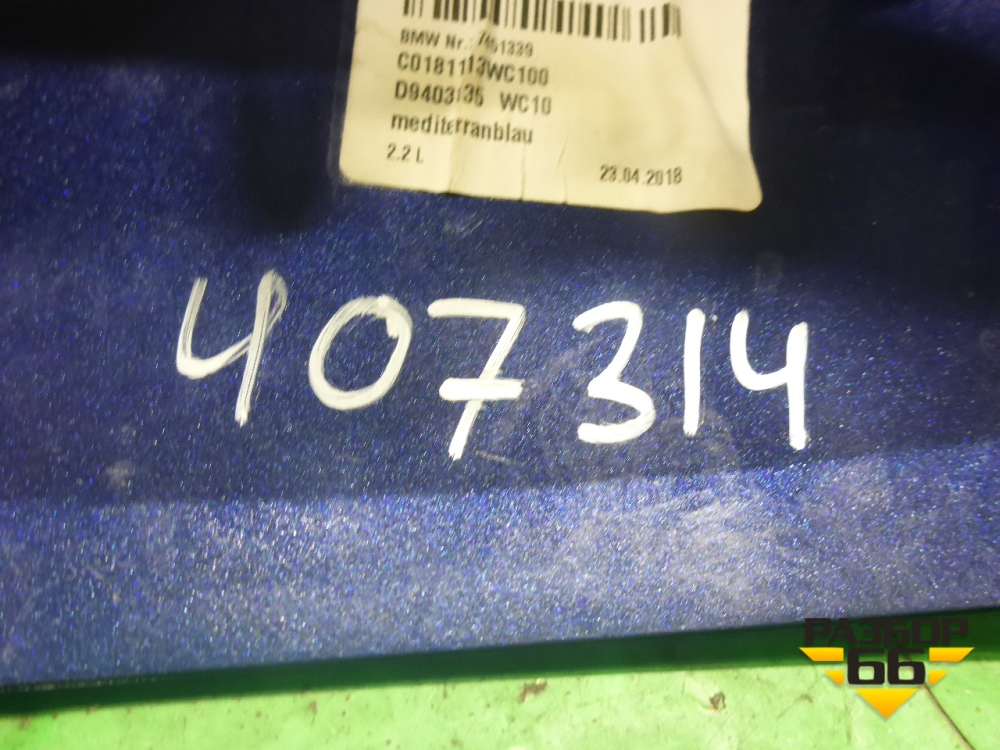 BMW Nr.: 7451339
C0181113WC100
D9403135 WC10
mediterranblau
2.2 L
23.04.2018
407314
РАЗБОР
66